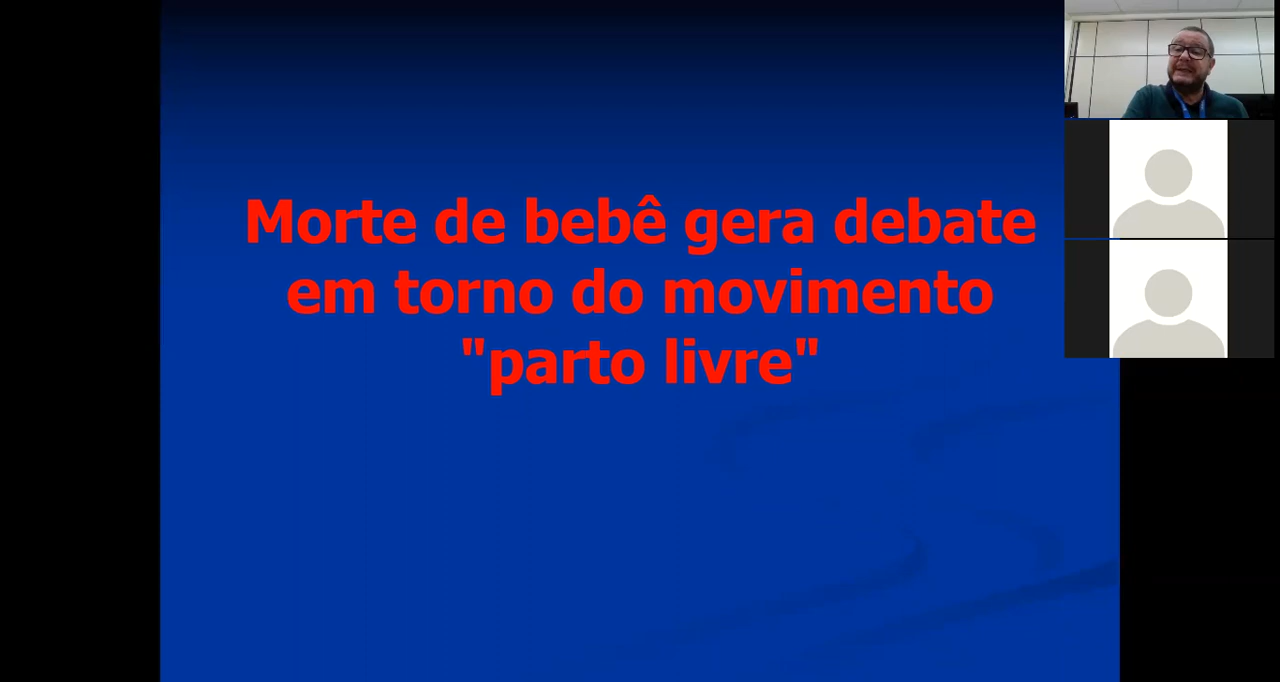 Morte de bebê gera debate
em torno do movimento
"parto livre"